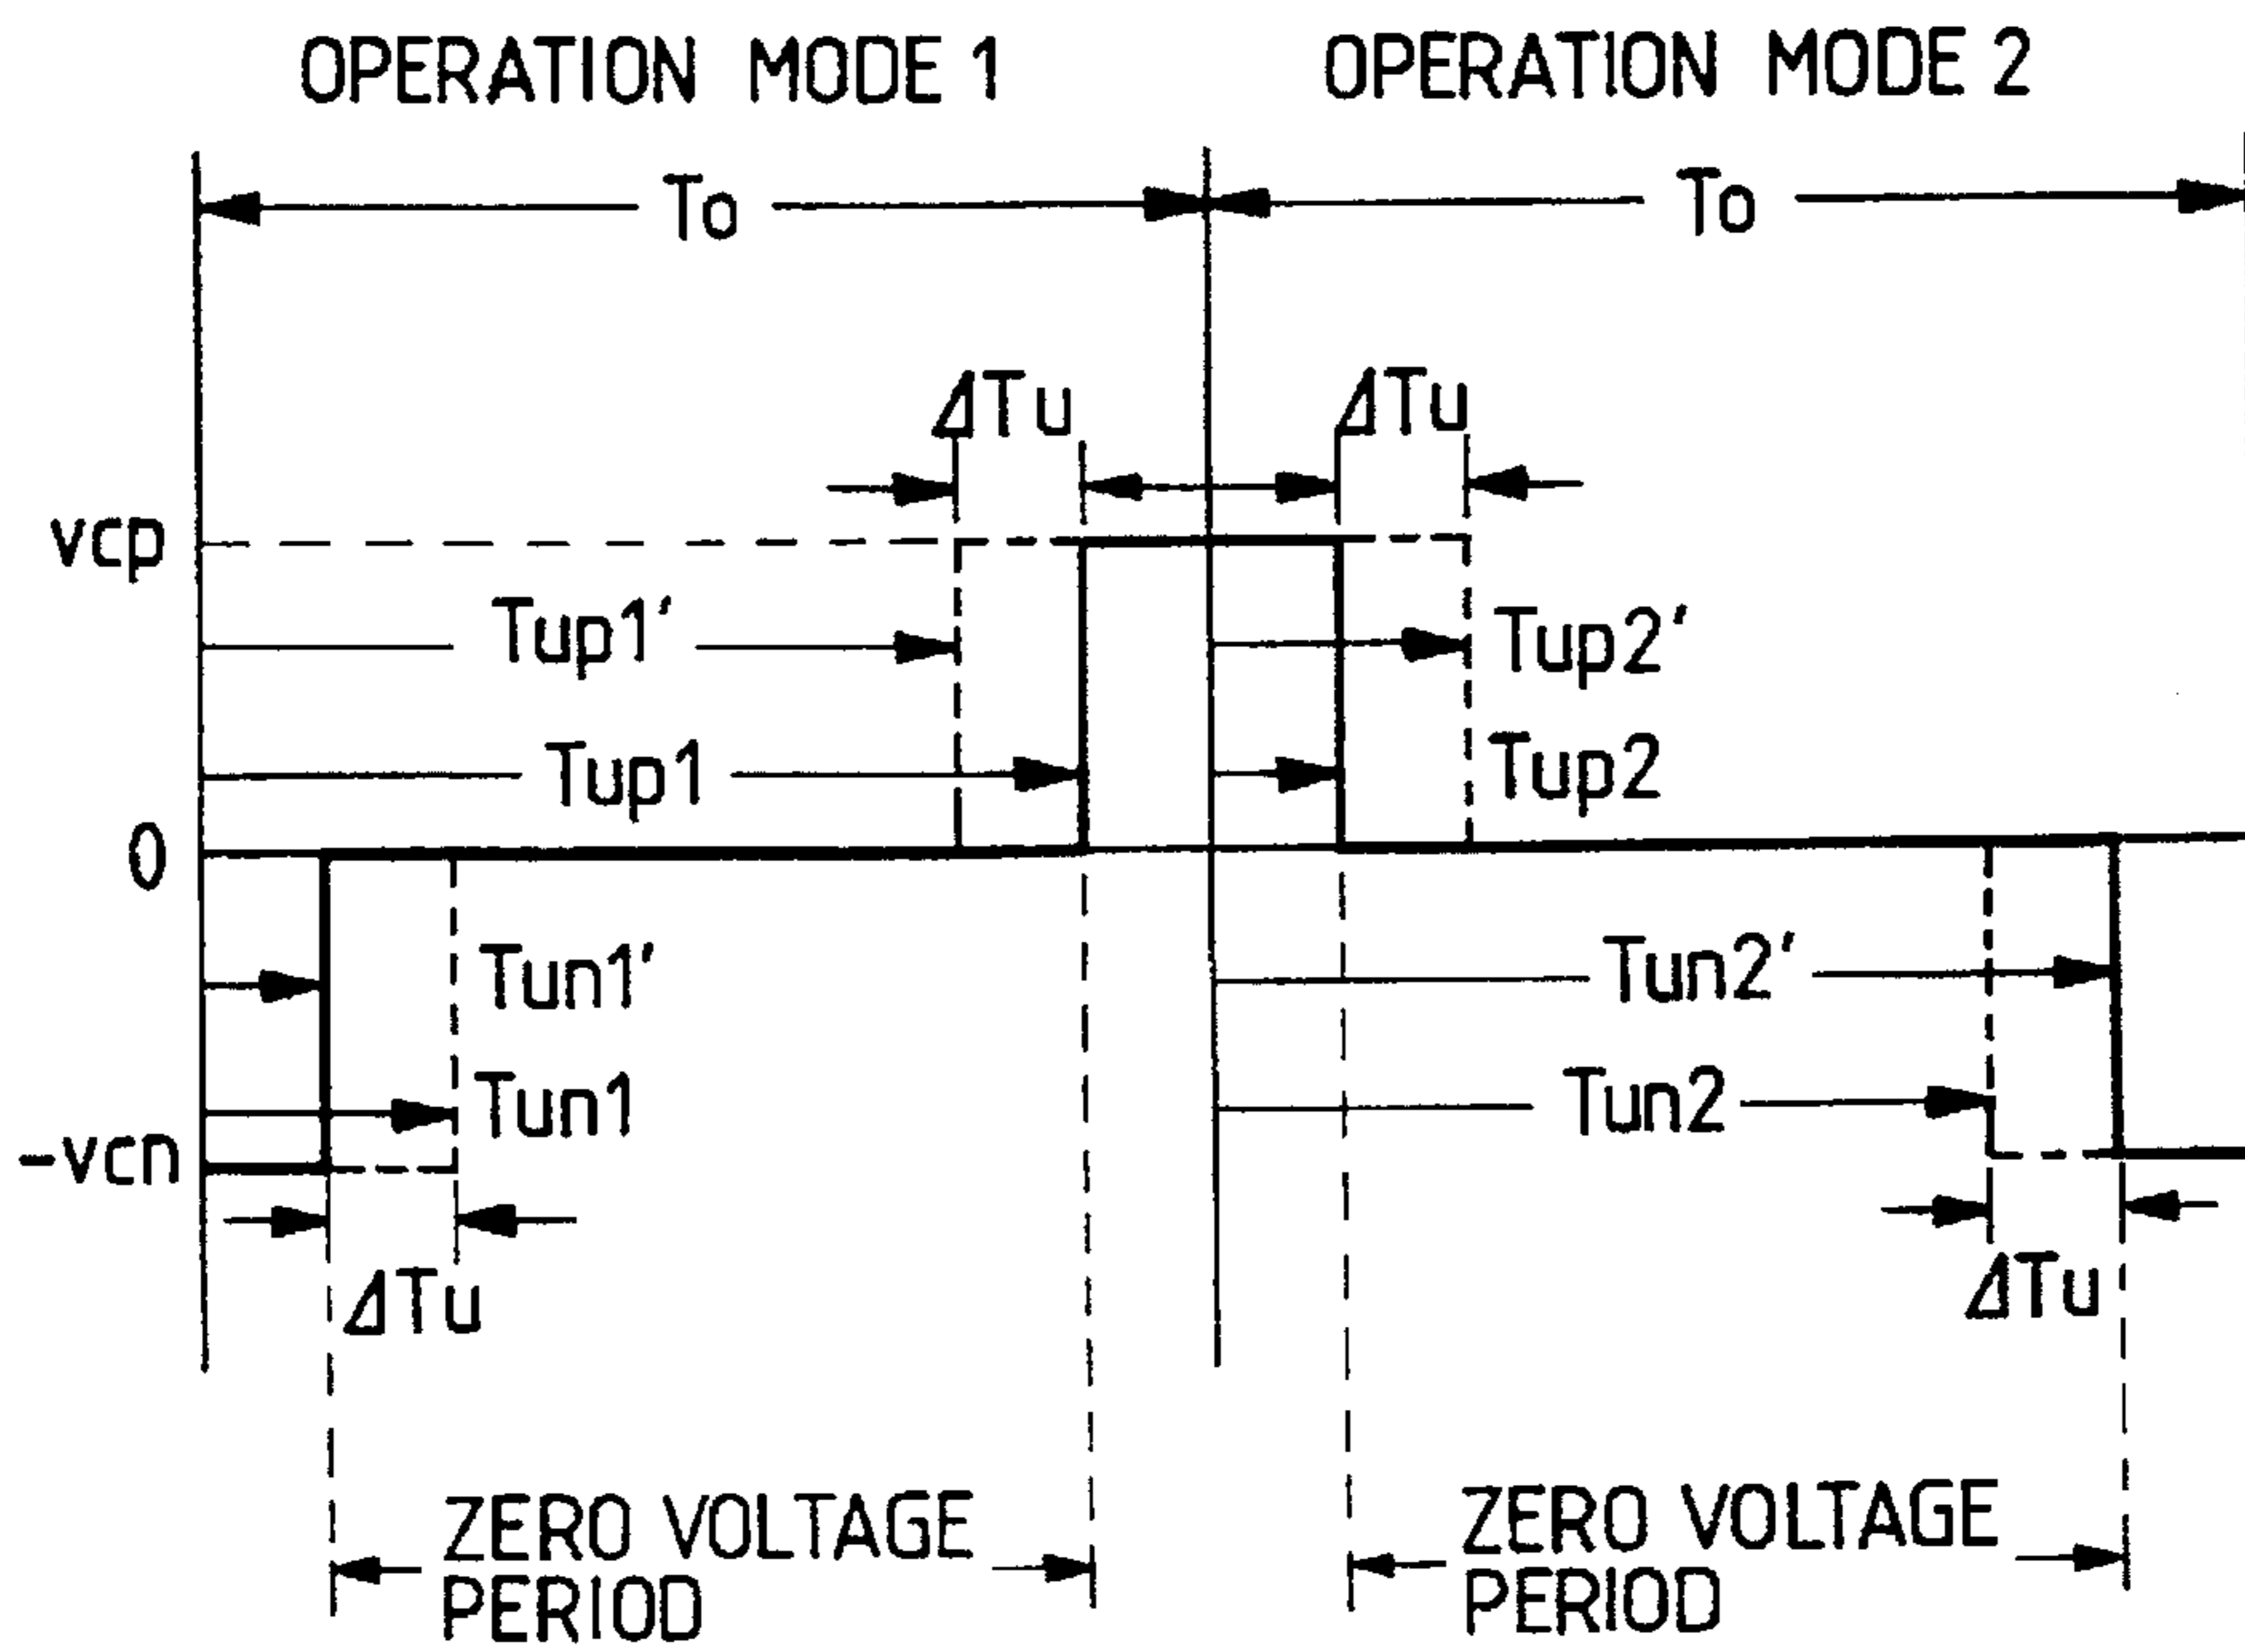 OPERATION MODE 1
OPERATION MODE 2
To
To
ΔTu
ΔTu
vcp
Tup1′
Tup2′
Tup1
Tup2
0
Tun1′
Tun2′
Tun1
Tun2
-vcn
ΔTu
ΔTu
ZERO VOLTAGE
PERIOD
ZERO VOLTAGE
PERIOD